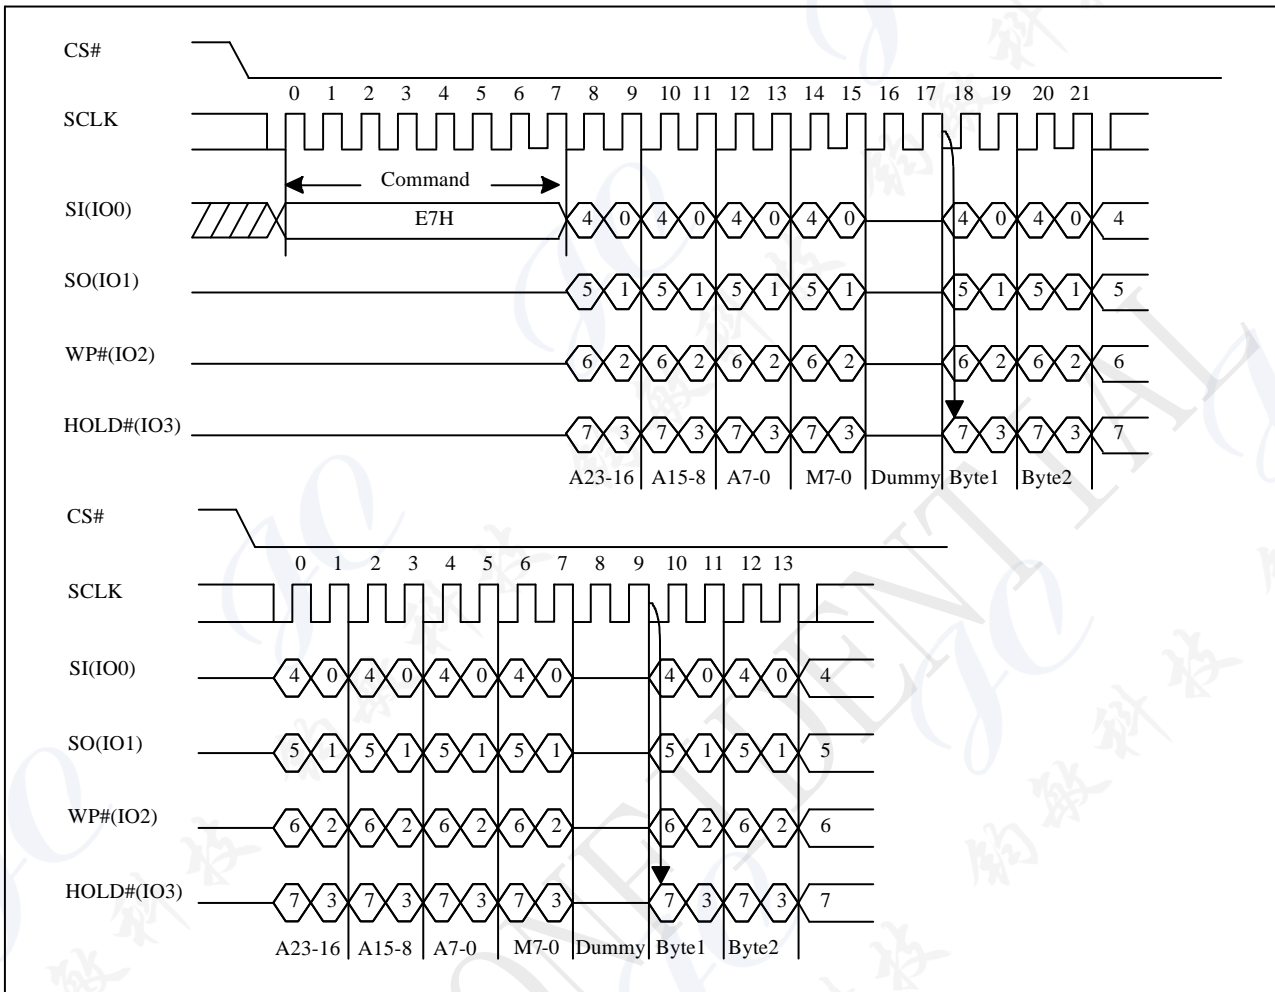 CS#
0 1 2 3 4 5 6 7 8 9 10 11 12 13 14 15 16 17 18 19 20 21
SCLK
Command
SI(IO0) E7H 4 0 4 0 4 0 4 0 4 0 4 0 4
SO(IO1) 5 1 5 1 5 1 5 1 5 1 5 1 5
WP#(IO2) 6 2 6 2 6 2 6 2 6 2 6 2 6
HOLD#(IO3) 7 3 7 3 7 3 7 3 7 3 7 3 7
A23-16 A15-8 A7-0 M7-0 Dummy Byte1 Byte2
CS#
0 1 2 3 4 5 6 7 8 9 10 11 12 13
SCLK
SI(IO0) 4 0 4 0 4 0 4 0 4 0 4 0 4
SO(IO1) 5 1 5 1 5 1 5 1 5 1 5 1 5
WP#(IO2) 6 2 6 2 6 2 6 2 6 2 6 2 6
HOLD#(IO3) 7 3 7 3 7 3 7 3 7 3 7 3 7
A23-16 A15-8 A7-0 M7-0 Dummy Byte1 Byte2